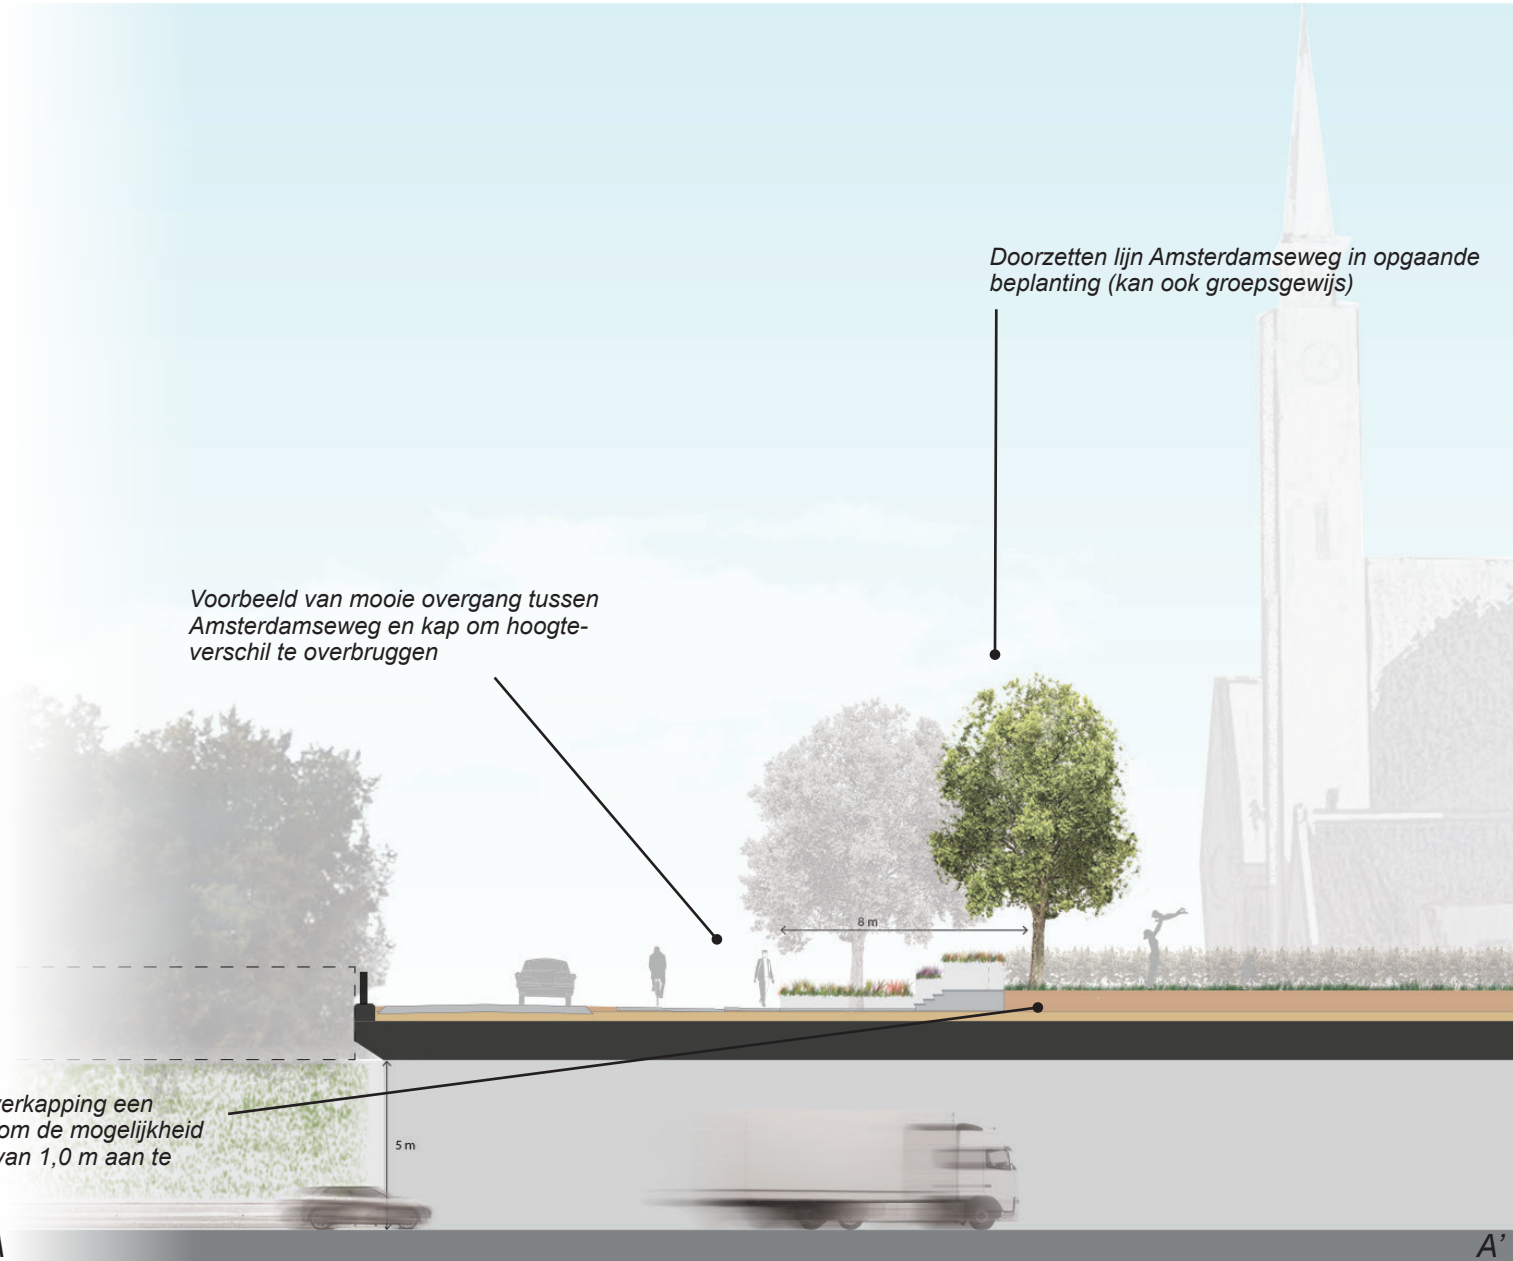 Doorzetten lijn Amsterdamseweg in opgaande
beplanting (kan ook groepsgewijs)
Voorbeeld van mooie overgang tussen
Amsterdamseweg en kap om hoogte-
verschil te overbruggen
8 m
verkapping een
om de mogelijkheid
van 1,0 m aan te
5 m
A’